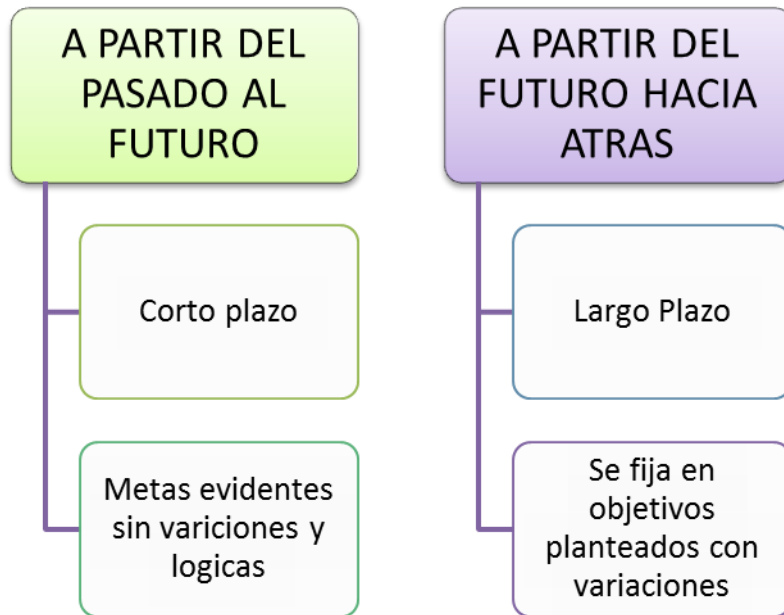 A PARTIR DEL
PASADO AL
FUTURO
Corto plazo
Metas evidentes
sin variciones y
logicas
A PARTIR DEL
FUTURO HACIA
ATRAS
Largo Plazo
Se fija en
objetivos
planteados con
variaciones